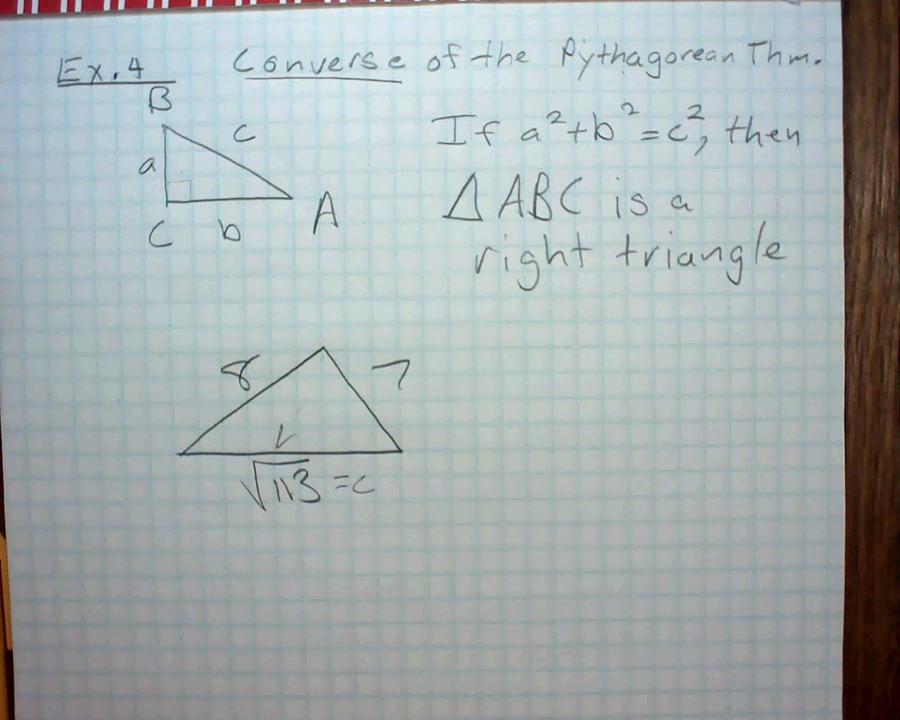 Ex. 4 Converse of the Pythagorean Thm.
B
c
a
C b A
If a²+b²=c², then
△ABC is a
right triangle
8 7
√113 = c